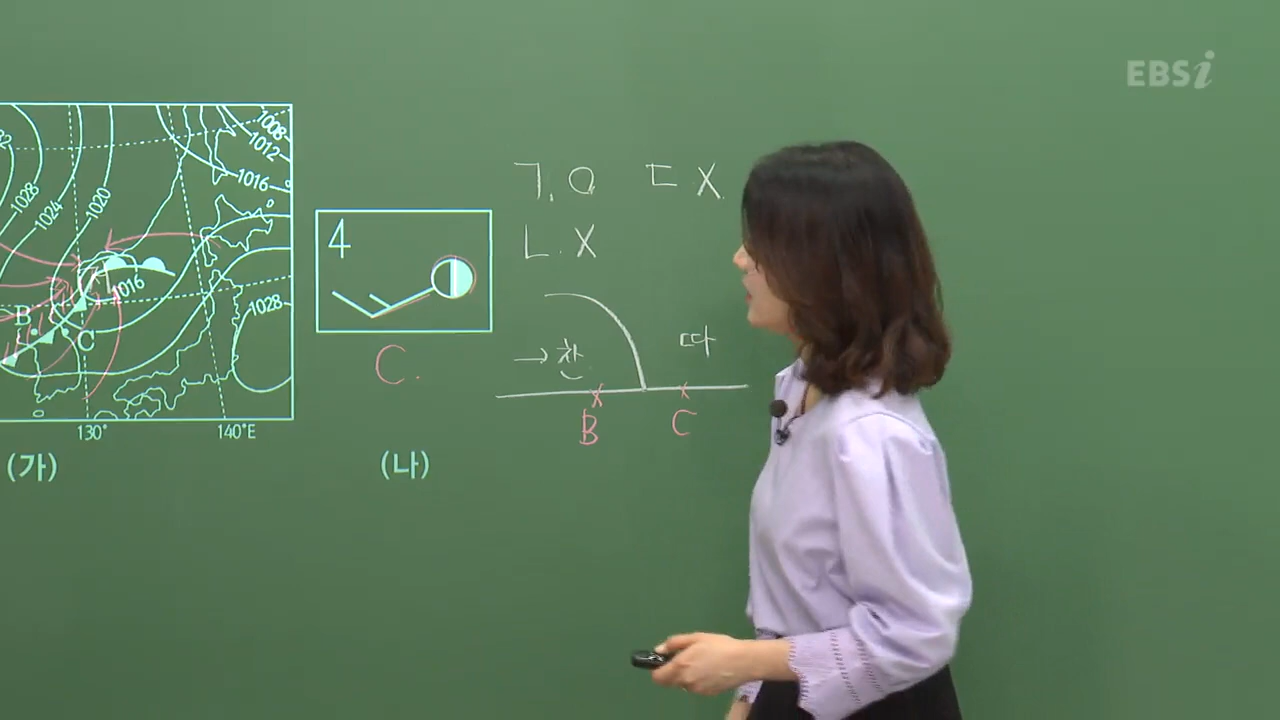 EBSi
1008
1012
1016
1028
1024
1020
1016
1028
B
C
130°
140°E
(가)
4
C.
(나)
ㄱ. O ㄷ X
ㄴ. X
→ 찬
따
B
C